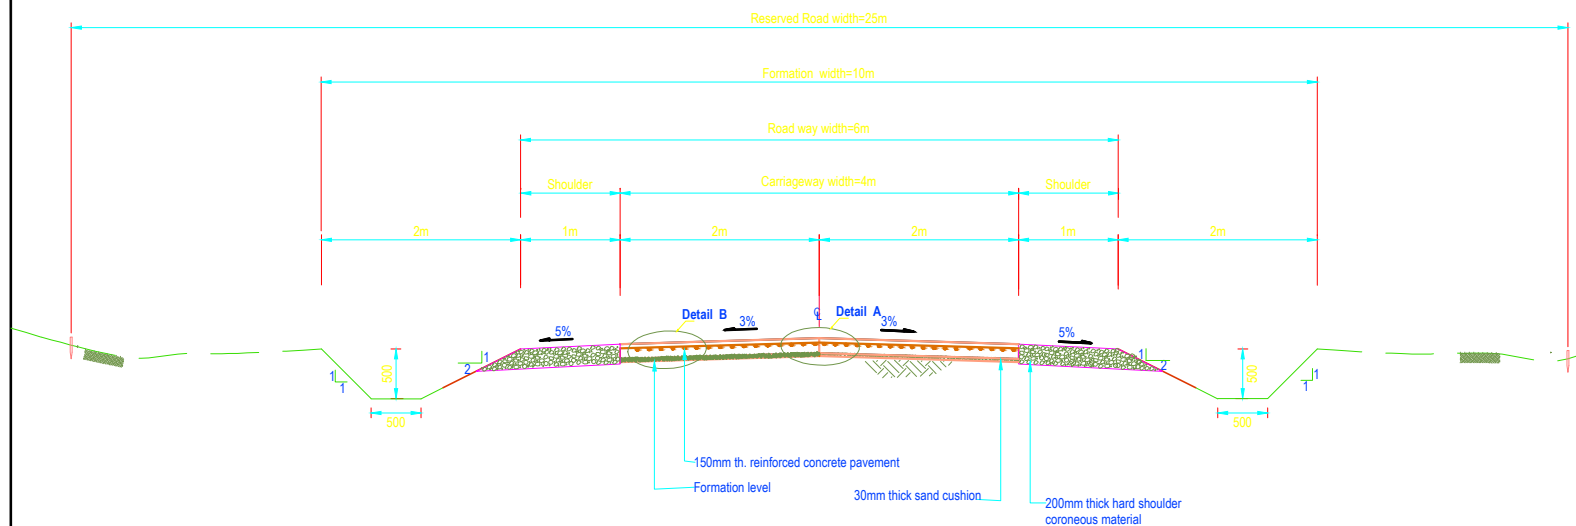 Reserved Road width=25m
Formation width=10m
Road way width=6m
Shoulder
Carriageway width=4m
Shoulder
2m
1m
2m
2m
1m
2m
Detail B
Detail A
℄
5%
3%
3%
5%
1
2
1
2
1
1
1
1
500
500
500
500
150mm th. reinforced concrete pavement
Formation level
30mm thick sand cushion
200mm thick hard shoulder
coroneous material